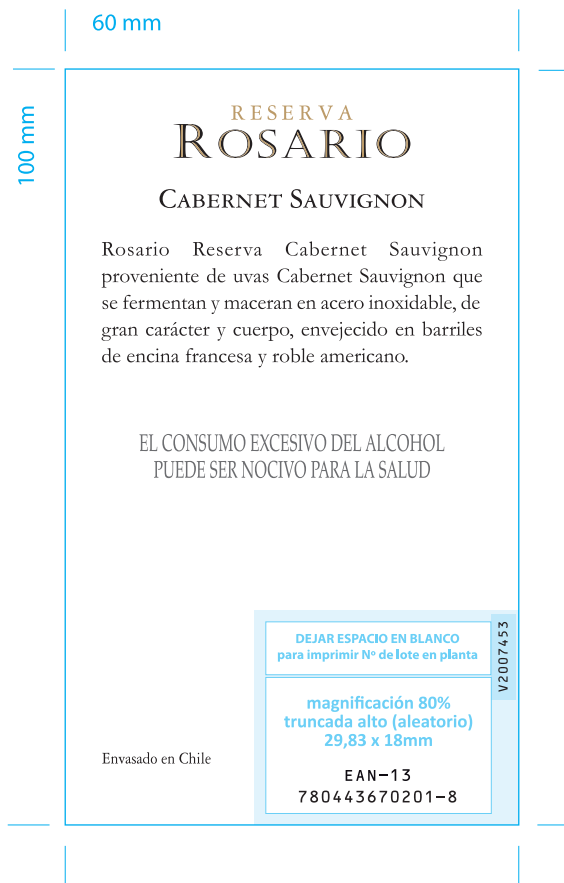 60 mm
100 mm
RESERVA
ROSARIO
CABERNET SAUVIGNON
Rosario Reserva Cabernet Sauvignon
proveniente de uvas Cabernet Sauvignon que
se fermentan y maceran en acero inoxidable, de
gran carácter y cuerpo, envejecido en barriles
de encina francesa y roble americano.
EL CONSUMO EXCESIVO DEL ALCOHOL
PUEDE SER NOCIVO PARA LA SALUD
DEJAR ESPACIO EN BLANCO
para imprimir Nº de lote en planta
V2007453
magnificación 80%
truncada alto (aleatorio)
29,83 x 18mm
Envasado en Chile
EAN-13
780443670201-8